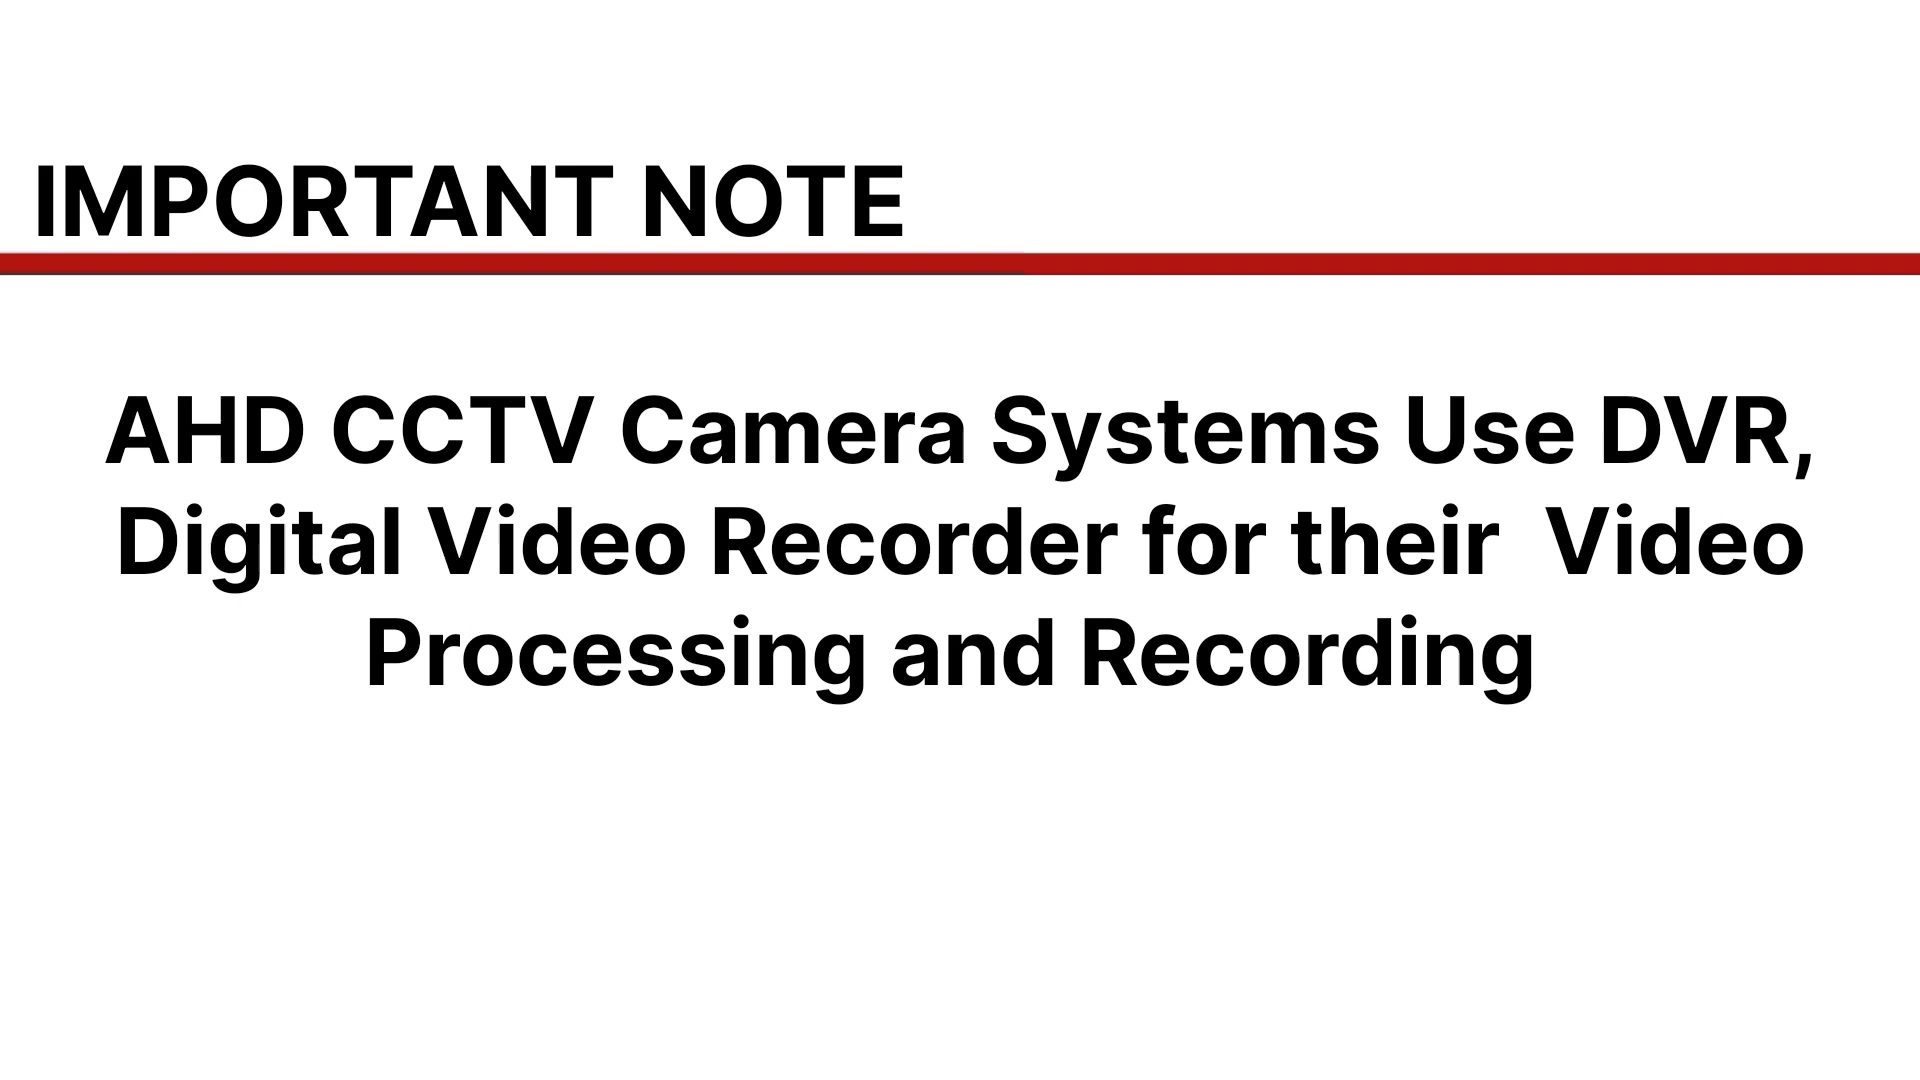 IMPORTANT NOTE
AHD CCTV Camera Systems Use DVR,
Digital Video Recorder for their  Video
Processing and Recording